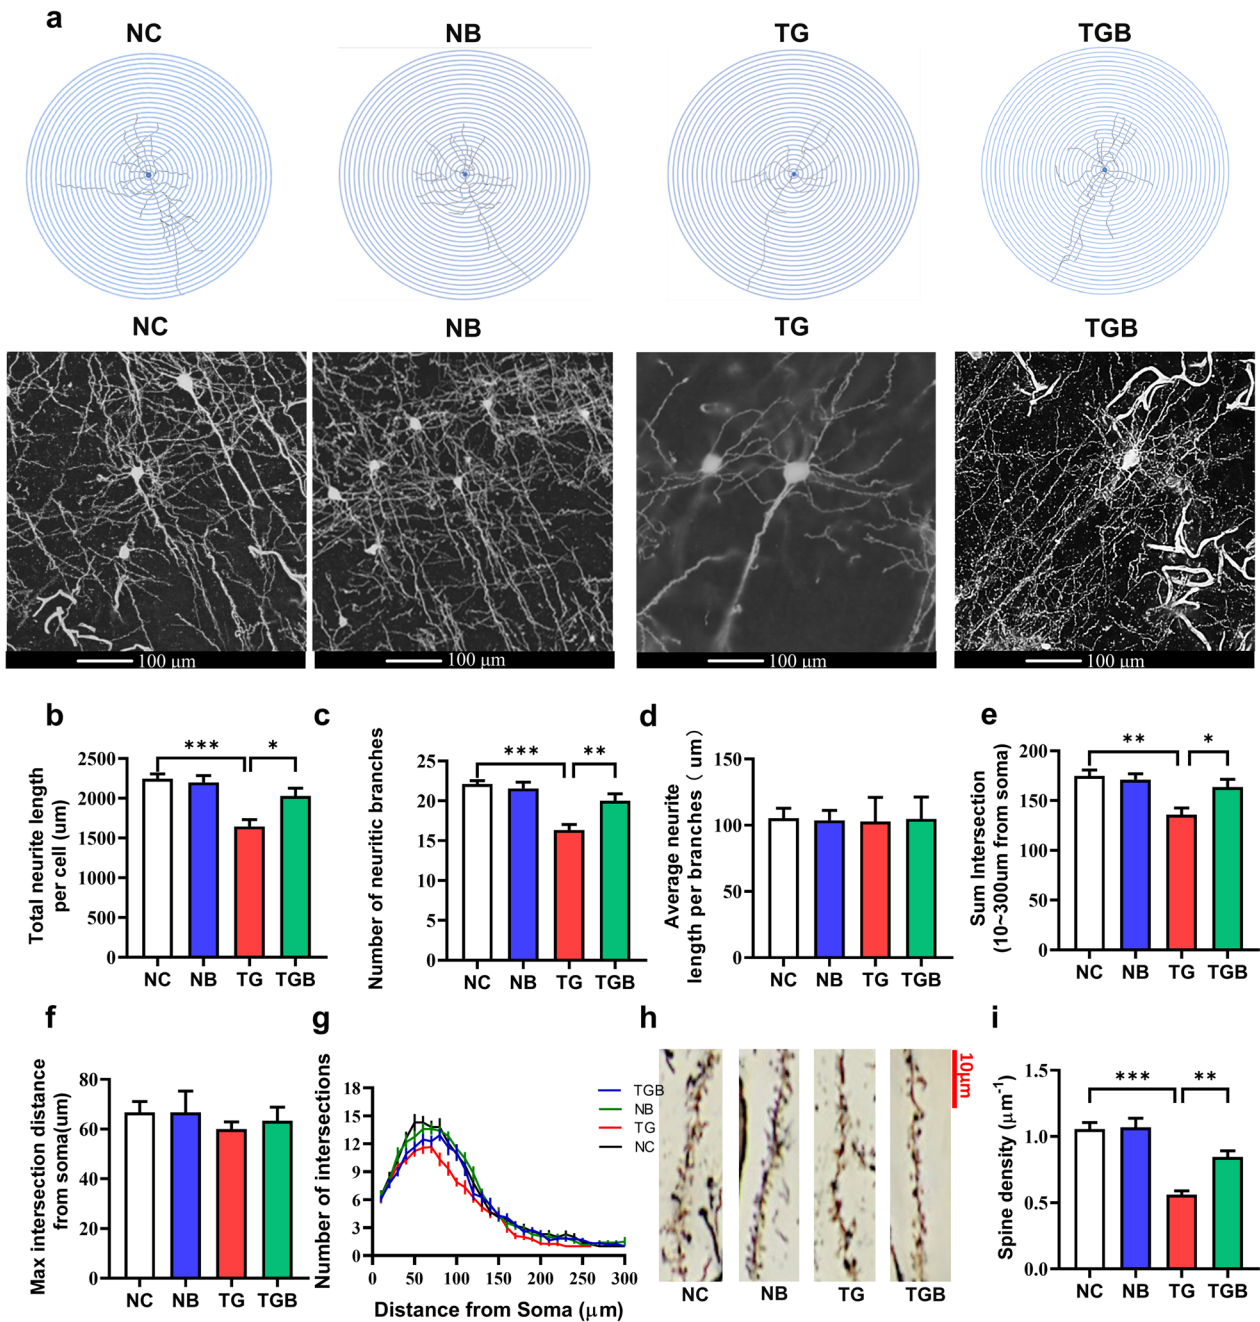 a
NC NB TG TGB
NC NB TG TGB
100 μm 100 μm 100 μm 100 μm
b
Total neurite length
per cell (um)
2500
2000
1500
1000
500
0
*** *
NC NB TG TGB
c
Number of neuritic branches
25
20
15
10
5
0
*** **
NC NB TG TGB
d
Average neurite
length per branches（um）
150
100
50
0
NC NB TG TGB
e
Sum Intersection
(10~300um from soma)
200
150
100
50
0
** *
NC NB TG TGB
f
Max intersection distance
from soma(um)
80
60
40
20
0
NC NB TG TGB
g
Number of intersections
18
15
12
9
6
3
0
0 50 100 150 200 250 300
Distance from Soma (μm)
TGB
NB
TG
NC
h
10μm
NC NB TG TGB
i
Spine density (μm⁻¹)
1.5
1.0
0.5
0.0
*** **
NC NB TG TGB